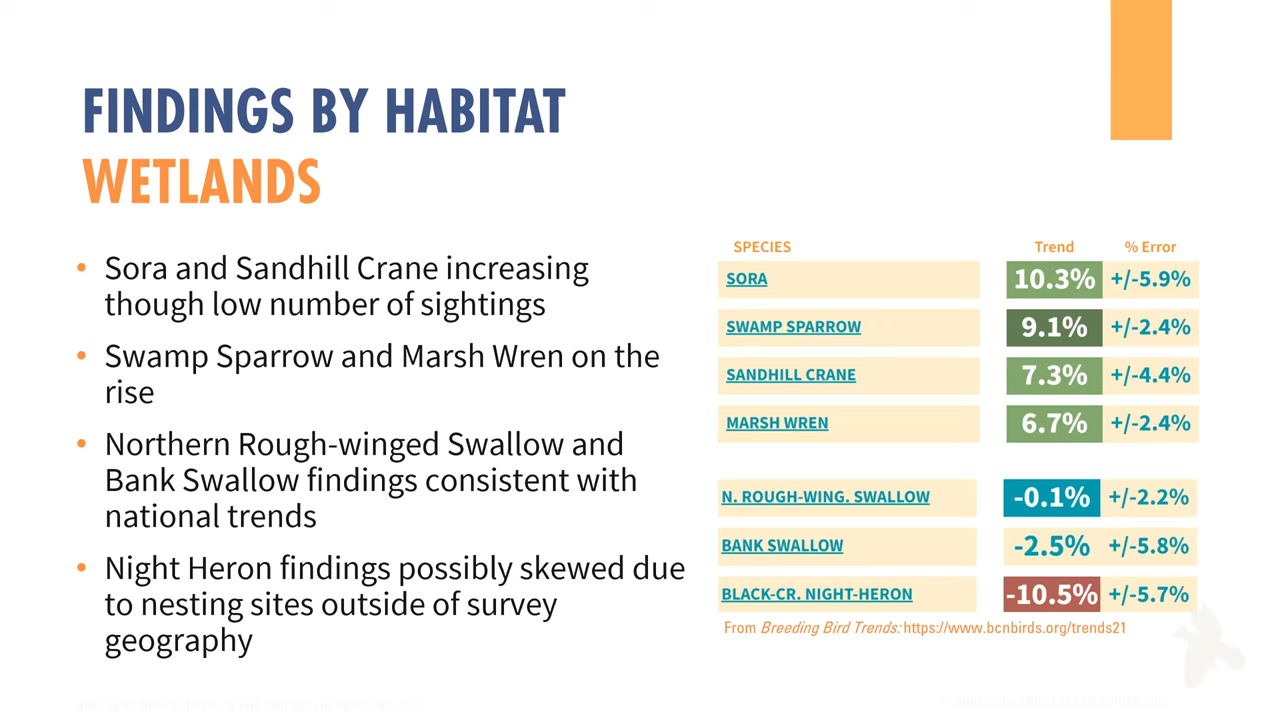 FINDINGS BY HABITAT
WETLANDS
• Sora and Sandhill Crane increasing
though low number of sightings
• Swamp Sparrow and Marsh Wren on the
rise
• Northern Rough-winged Swallow and
Bank Swallow findings consistent with
national trends
• Night Heron findings possibly skewed due
to nesting sites outside of survey
geography
SPECIES Trend % Error
SORA 10.3% +/-5.9%
SWAMP SPARROW 9.1% +/-2.4%
SANDHILL CRANE 7.3% +/-4.4%
MARSH WREN 6.7% +/-2.4%
N. ROUGH-WING. SWALLOW -0.1% +/-2.2%
BANK SWALLOW -2.5% +/-5.8%
BLACK-CR. NIGHT-HERON -10.5% +/-5.7%
From Breeding Bird Trends: https://www.bcnbirds.org/trends21